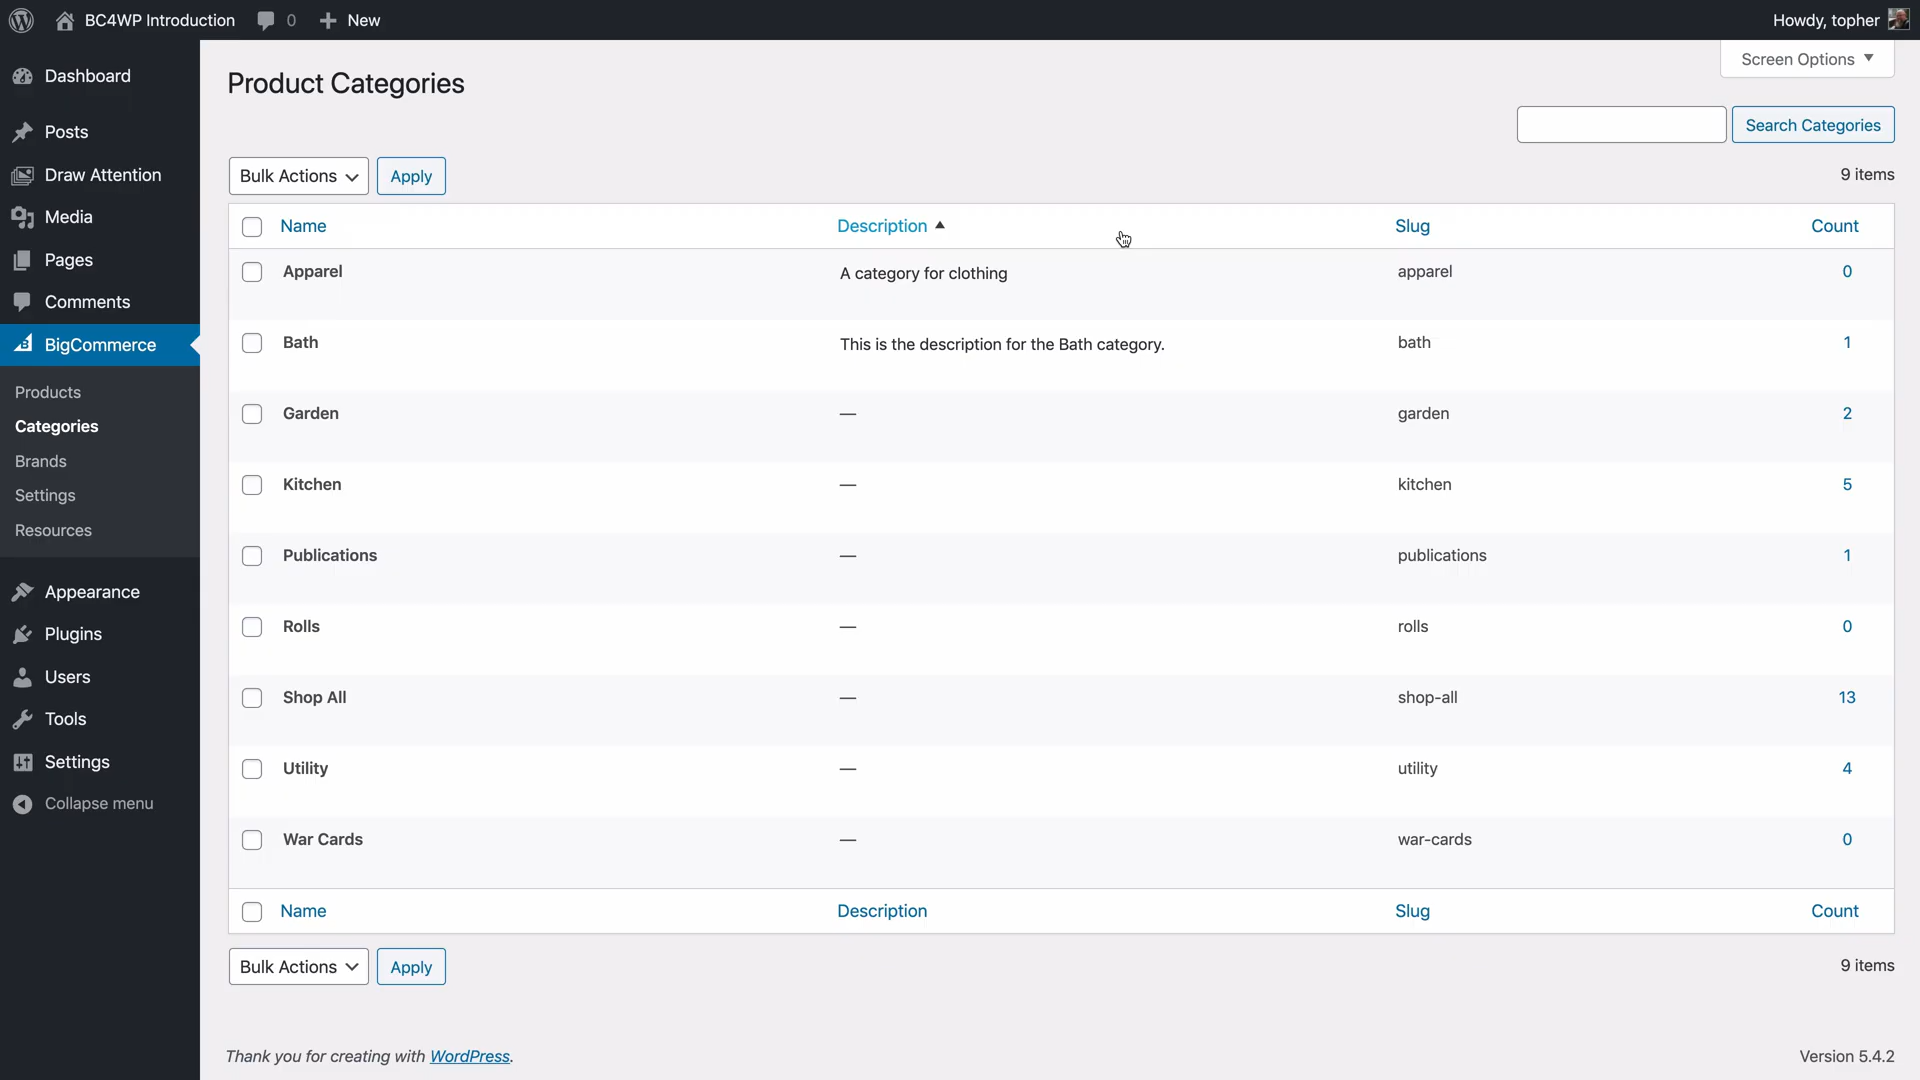 BC4WP Introduction 0 New Howdy, topher
Dashboard
Posts
Draw Attention
Media
Pages
Comments
BigCommerce
Products
Categories
Brands
Settings
Resources
Appearance
Plugins
Users
Tools
Settings
Collapse menu
Screen Options
Product Categories
Search Categories
Bulk Actions Apply 9 items
Name Description Slug Count
Apparel A category for clothing apparel 0
Bath This is the description for the Bath category. bath 1
Garden — garden 2
Kitchen — kitchen 5
Publications — publications 1
Rolls — rolls 0
Shop All — shop-all 13
Utility — utility 4
War Cards — war-cards 0
Name Description Slug Count
Bulk Actions Apply 9 items
Thank you for creating with WordPress. Version 5.4.2